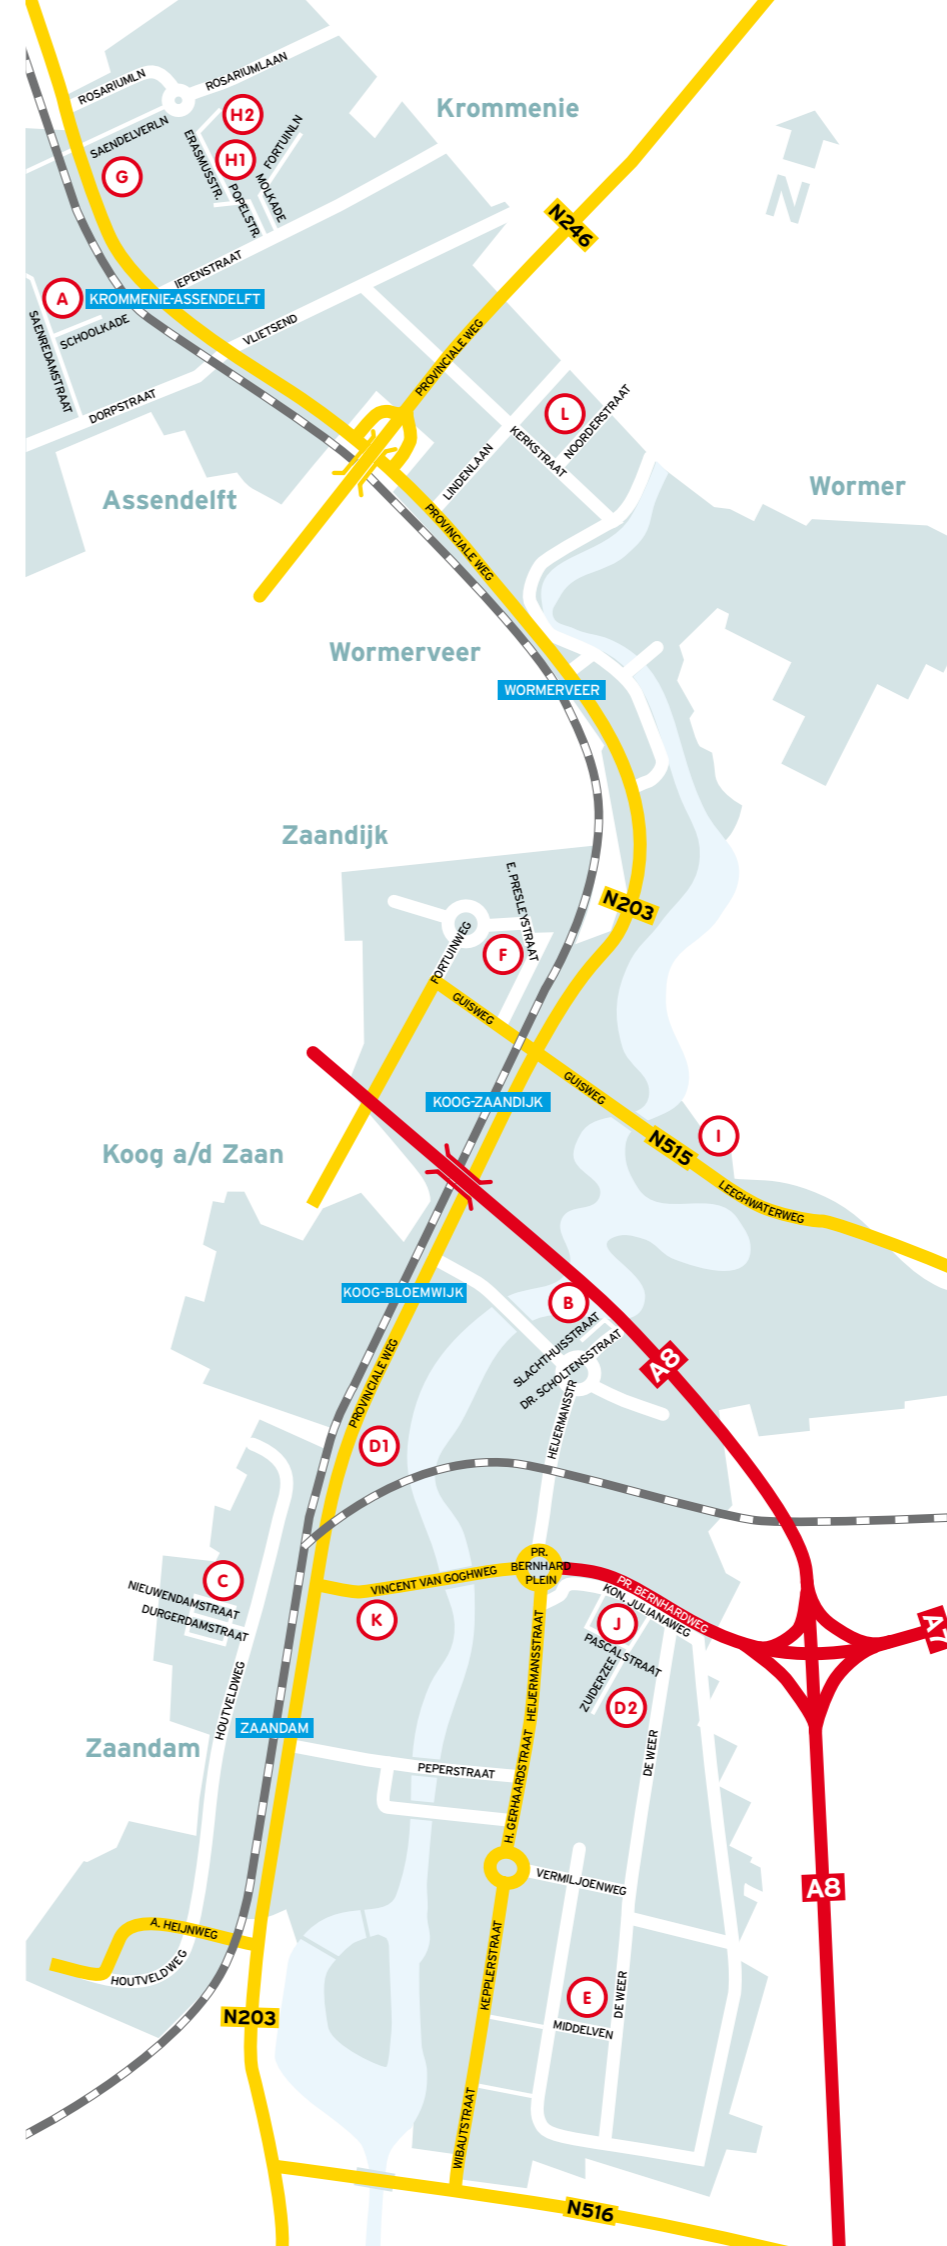 Krommenie
ROSARIUMLN
ROSARIUMLAAN
H2
SAENDELVERLN
ERASMUSSTR.
H1
FORTUINLN
G
POPELSTR.
MOLKADE
N
N246
IEPENSTRAAT
A
KROMMENIE-ASSENDELFT
SAENREDAMSTRAAT
SCHOOLKADE
VLIETSEND
PROVINCIALE WEG
DORPSTRAAT
L
NOORDERSTRAAT
KERKSTRAAT
LINDENLAAN
Assendelft
Wormer
PROVINCIALE WEG
Wormerveer
WORMERVEER
Zaandijk
E. PRESLEYSTRAAT
N203
FORTUINWEG
F
GUISWEG
GUISWEG
KOOG-ZAANDIJK
N515
I
Koog a/d Zaan
LEEGHWATERWEG
KOOG-BLOEMWIJK
B
SLACHTHUISSTRAAT
DR. SCHOLTENSSTRAAT
A8
PROVINCIALE WEG
HEIJERMANSSTR
D1
PR.
BERNHARD
PLEIN
VINCENT VAN GOGHWEG
PR. BERNHARDWEG
KON. JULIANAWEG
C
NIEUWENDAMSTRAAT
DURGERDAMSTRAAT
K
J
A7
PASCALSTRAAT
ZUIDERZEE
HEIJERMANSSTRAAT
D2
HOUTVELDWEG
ZAANDAM
Zaandam
DE WEER
PEPERSTRAAT
H. GERHAARDSTRAAT
VERMILJOENWEG
A8
A. HEIJNWEG
HOUTVELDWEG
KEPPLERSTRAAT
E
DE WEER
N203
MIDDELVEN
WIBAUTSTRAAT
N516